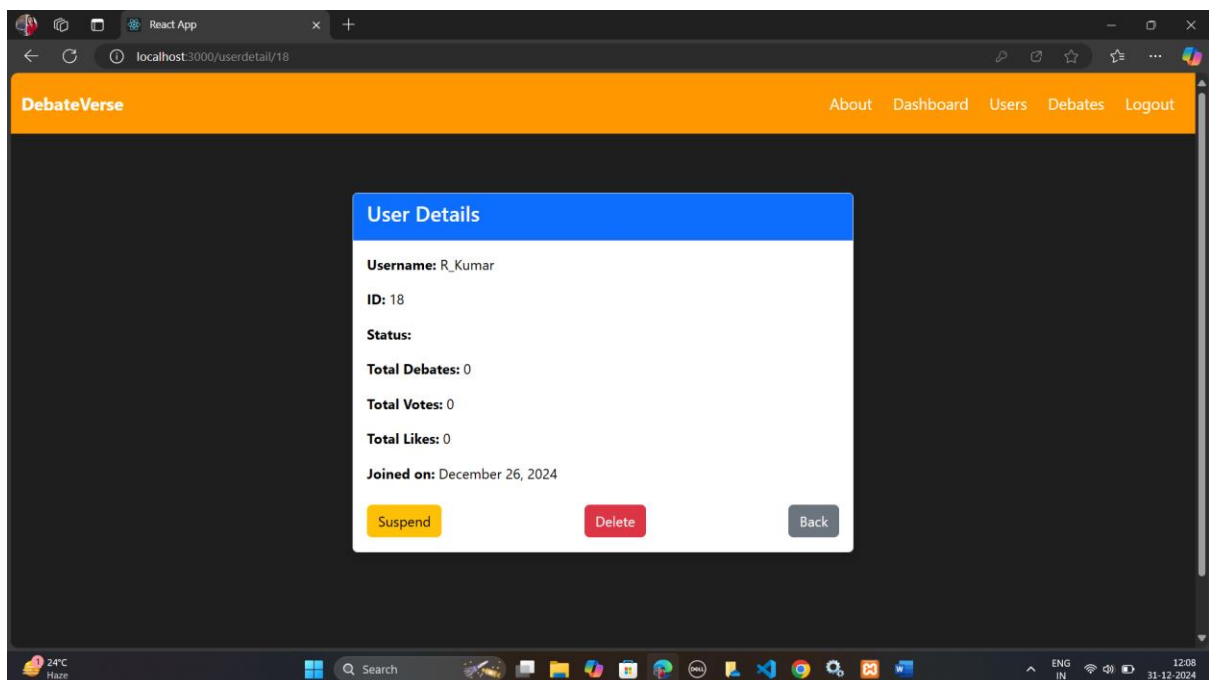 React App
localhost:3000/userdetail/18
DebateVerse
About Dashboard Users Debates Logout
User Details
Username: R_Kumar
ID: 18
Status:
Total Debates: 0
Total Votes: 0
Total Likes: 0
Joined on: December 26, 2024
Suspend Delete Back
1
24°C
Haze
Search
DELL
W
ENG
IN
12:08
31-12-2024